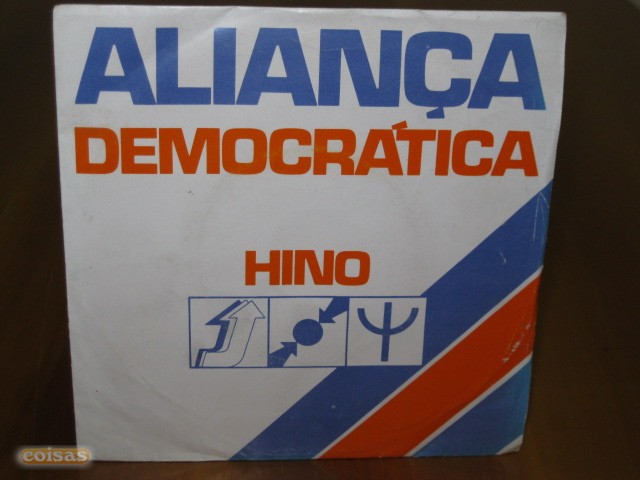 ALIANÇA
DEMOCRÁTICA
HINO
coisas